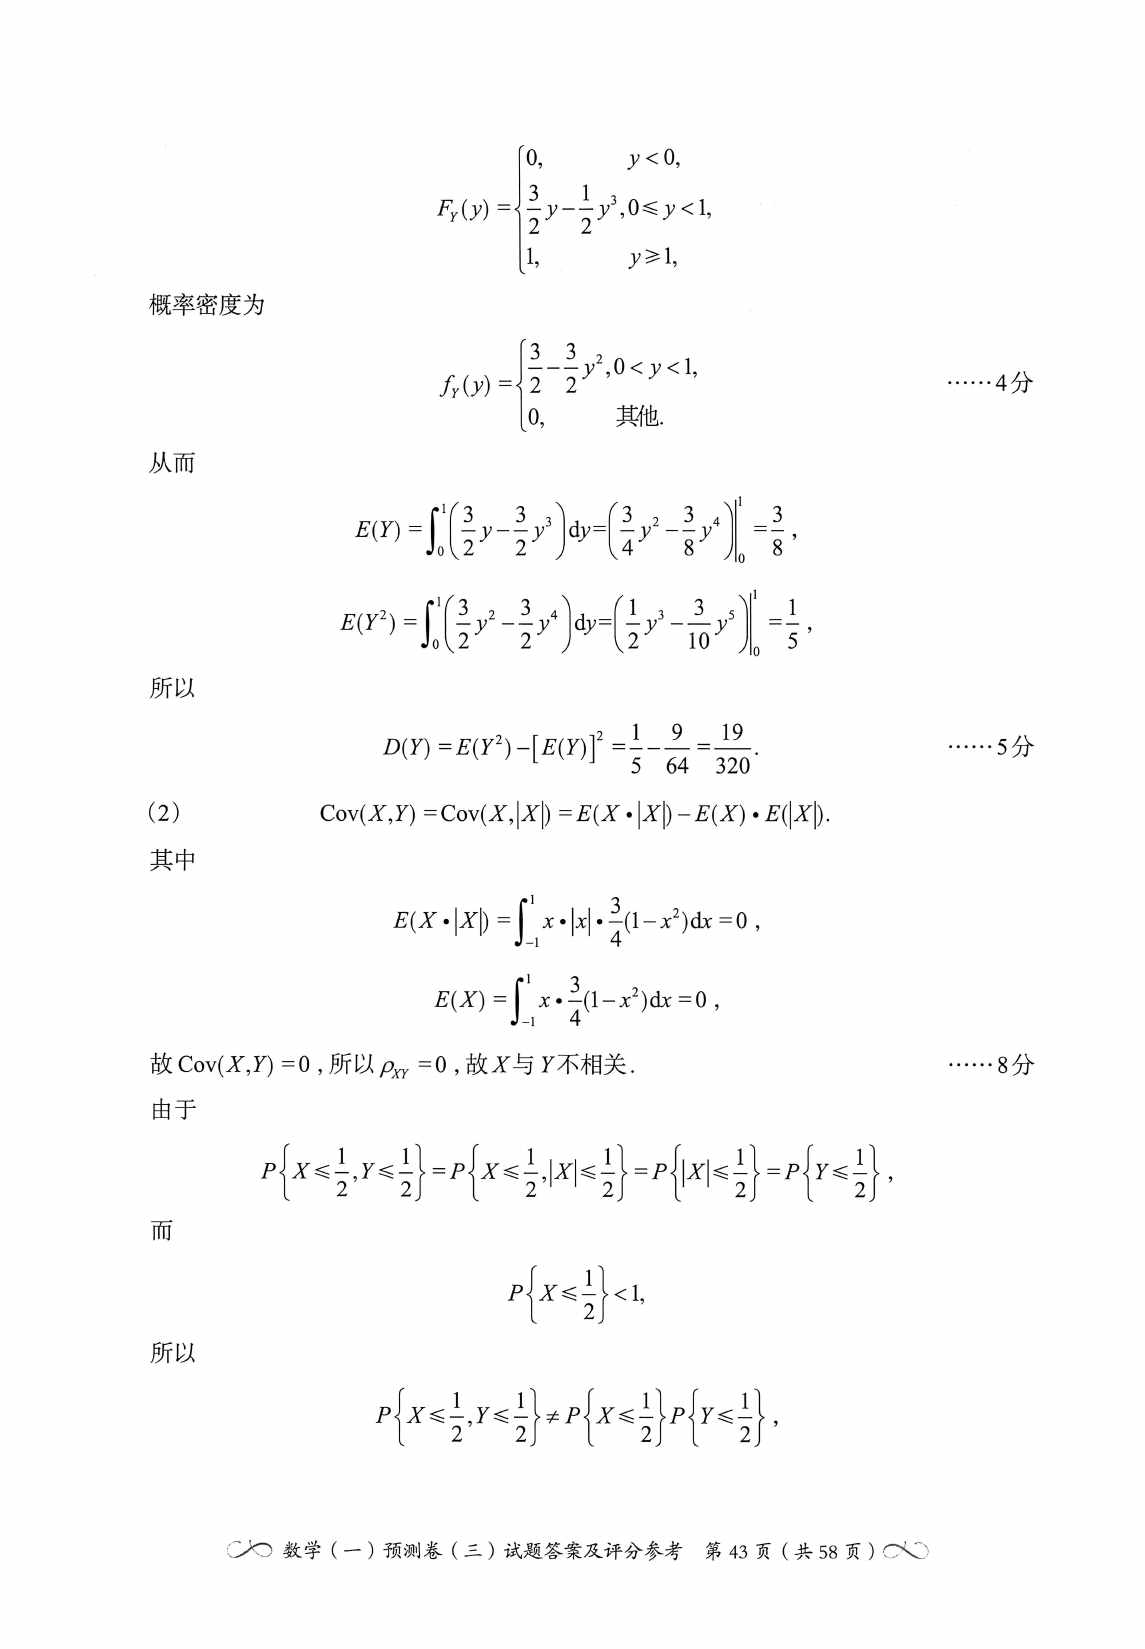 F_Y(y) = { 0, y<0,
3/2 y − 1/2 y³, 0≤y<1,
1, y≥1,
概率密度为
f_Y(y) = { 3/2 − 3/2 y², 0<y<1,
0, 其他.
……4分
从而
E(Y) = ∫₀¹ (3/2 y − 3/2 y³) dy = (3/4 y² − 3/8 y⁴)|₀¹ = 3/8 ,
E(Y²) = ∫₀¹ (3/2 y² − 3/2 y⁴) dy = (1/2 y³ − 3/10 y⁵)|₀¹ = 1/5 ,
所以
D(Y) = E(Y²) − [E(Y)]² = 1/5 − 9/64 = 19/320 . ……5分
(2) Cov(X,Y) = Cov(X,|X|) = E(X•|X|) − E(X)•E(|X|).
其中
E(X•|X|) = ∫₋₁¹ x•|x|•3/4(1−x²)dx = 0 ,
E(X) = ∫₋₁¹ x•3/4(1−x²)dx = 0 ,
故 Cov(X,Y) = 0 , 所以 ρ_XY = 0 , 故 X 与 Y 不相关. ……8分
由于
P{X≤1/2, Y≤1/2} = P{X≤1/2, |X|≤1/2} = P{|X|≤1/2} = P{Y≤1/2} ,
而
P{X≤1/2} < 1,
所以
P{X≤1/2, Y≤1/2} ≠ P{X≤1/2} P{Y≤1/2} ,
数学(一)预测卷(三)试题答案及评分参考 第 43 页(共 58 页)